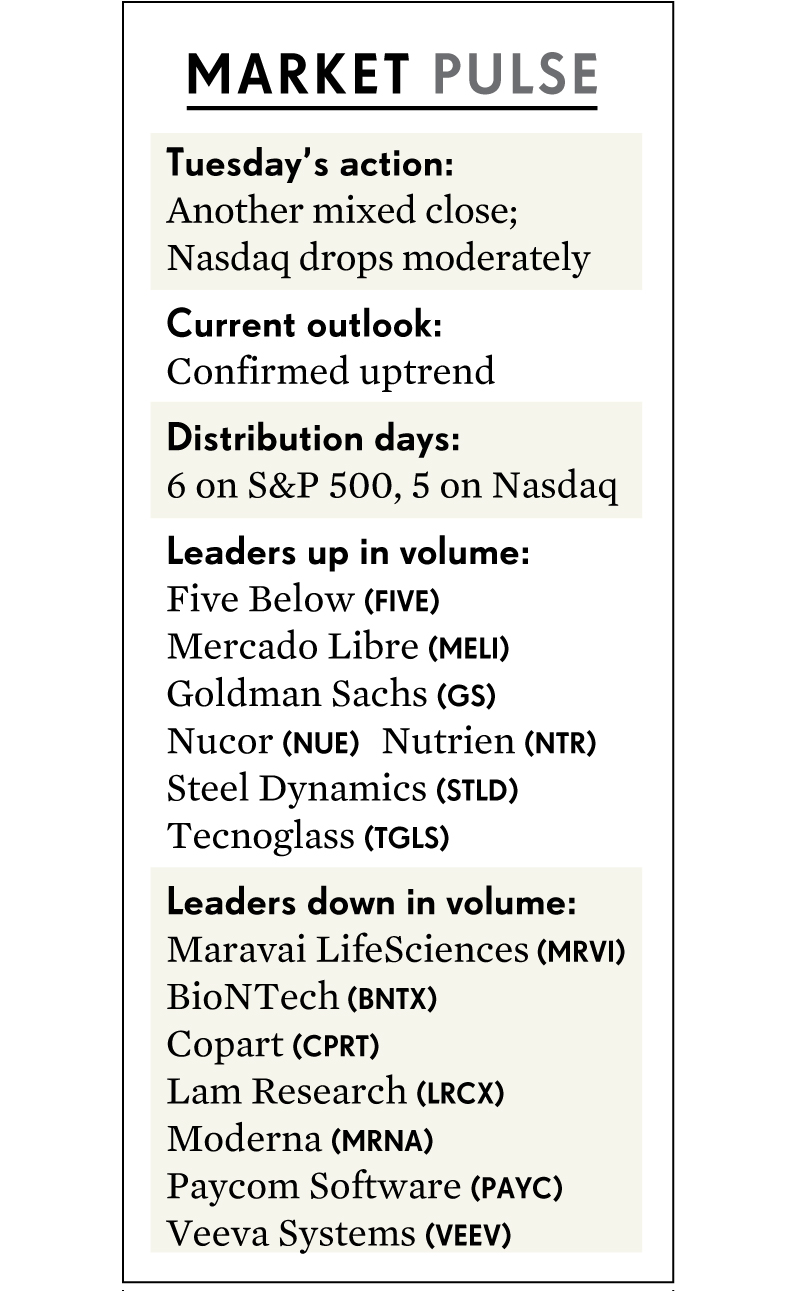 MARKET PULSE
Tuesday’s action:
Another mixed close;
Nasdaq drops moderately
Current outlook:
Confirmed uptrend
Distribution days:
6 on S&P 500, 5 on Nasdaq
Leaders up in volume:
Five Below (FIVE)
Mercado Libre (MELI)
Goldman Sachs (GS)
Nucor (NUE) Nutrien (NTR)
Steel Dynamics (STLD)
Tecnoglass (TGLS)
Leaders down in volume:
Maravai LifeSciences (MRVI)
BioNTech (BNTX)
Copart (CPRT)
Lam Research (LRCX)
Moderna (MRNA)
Paycom Software (PAYC)
Veeva Systems (VEEV)